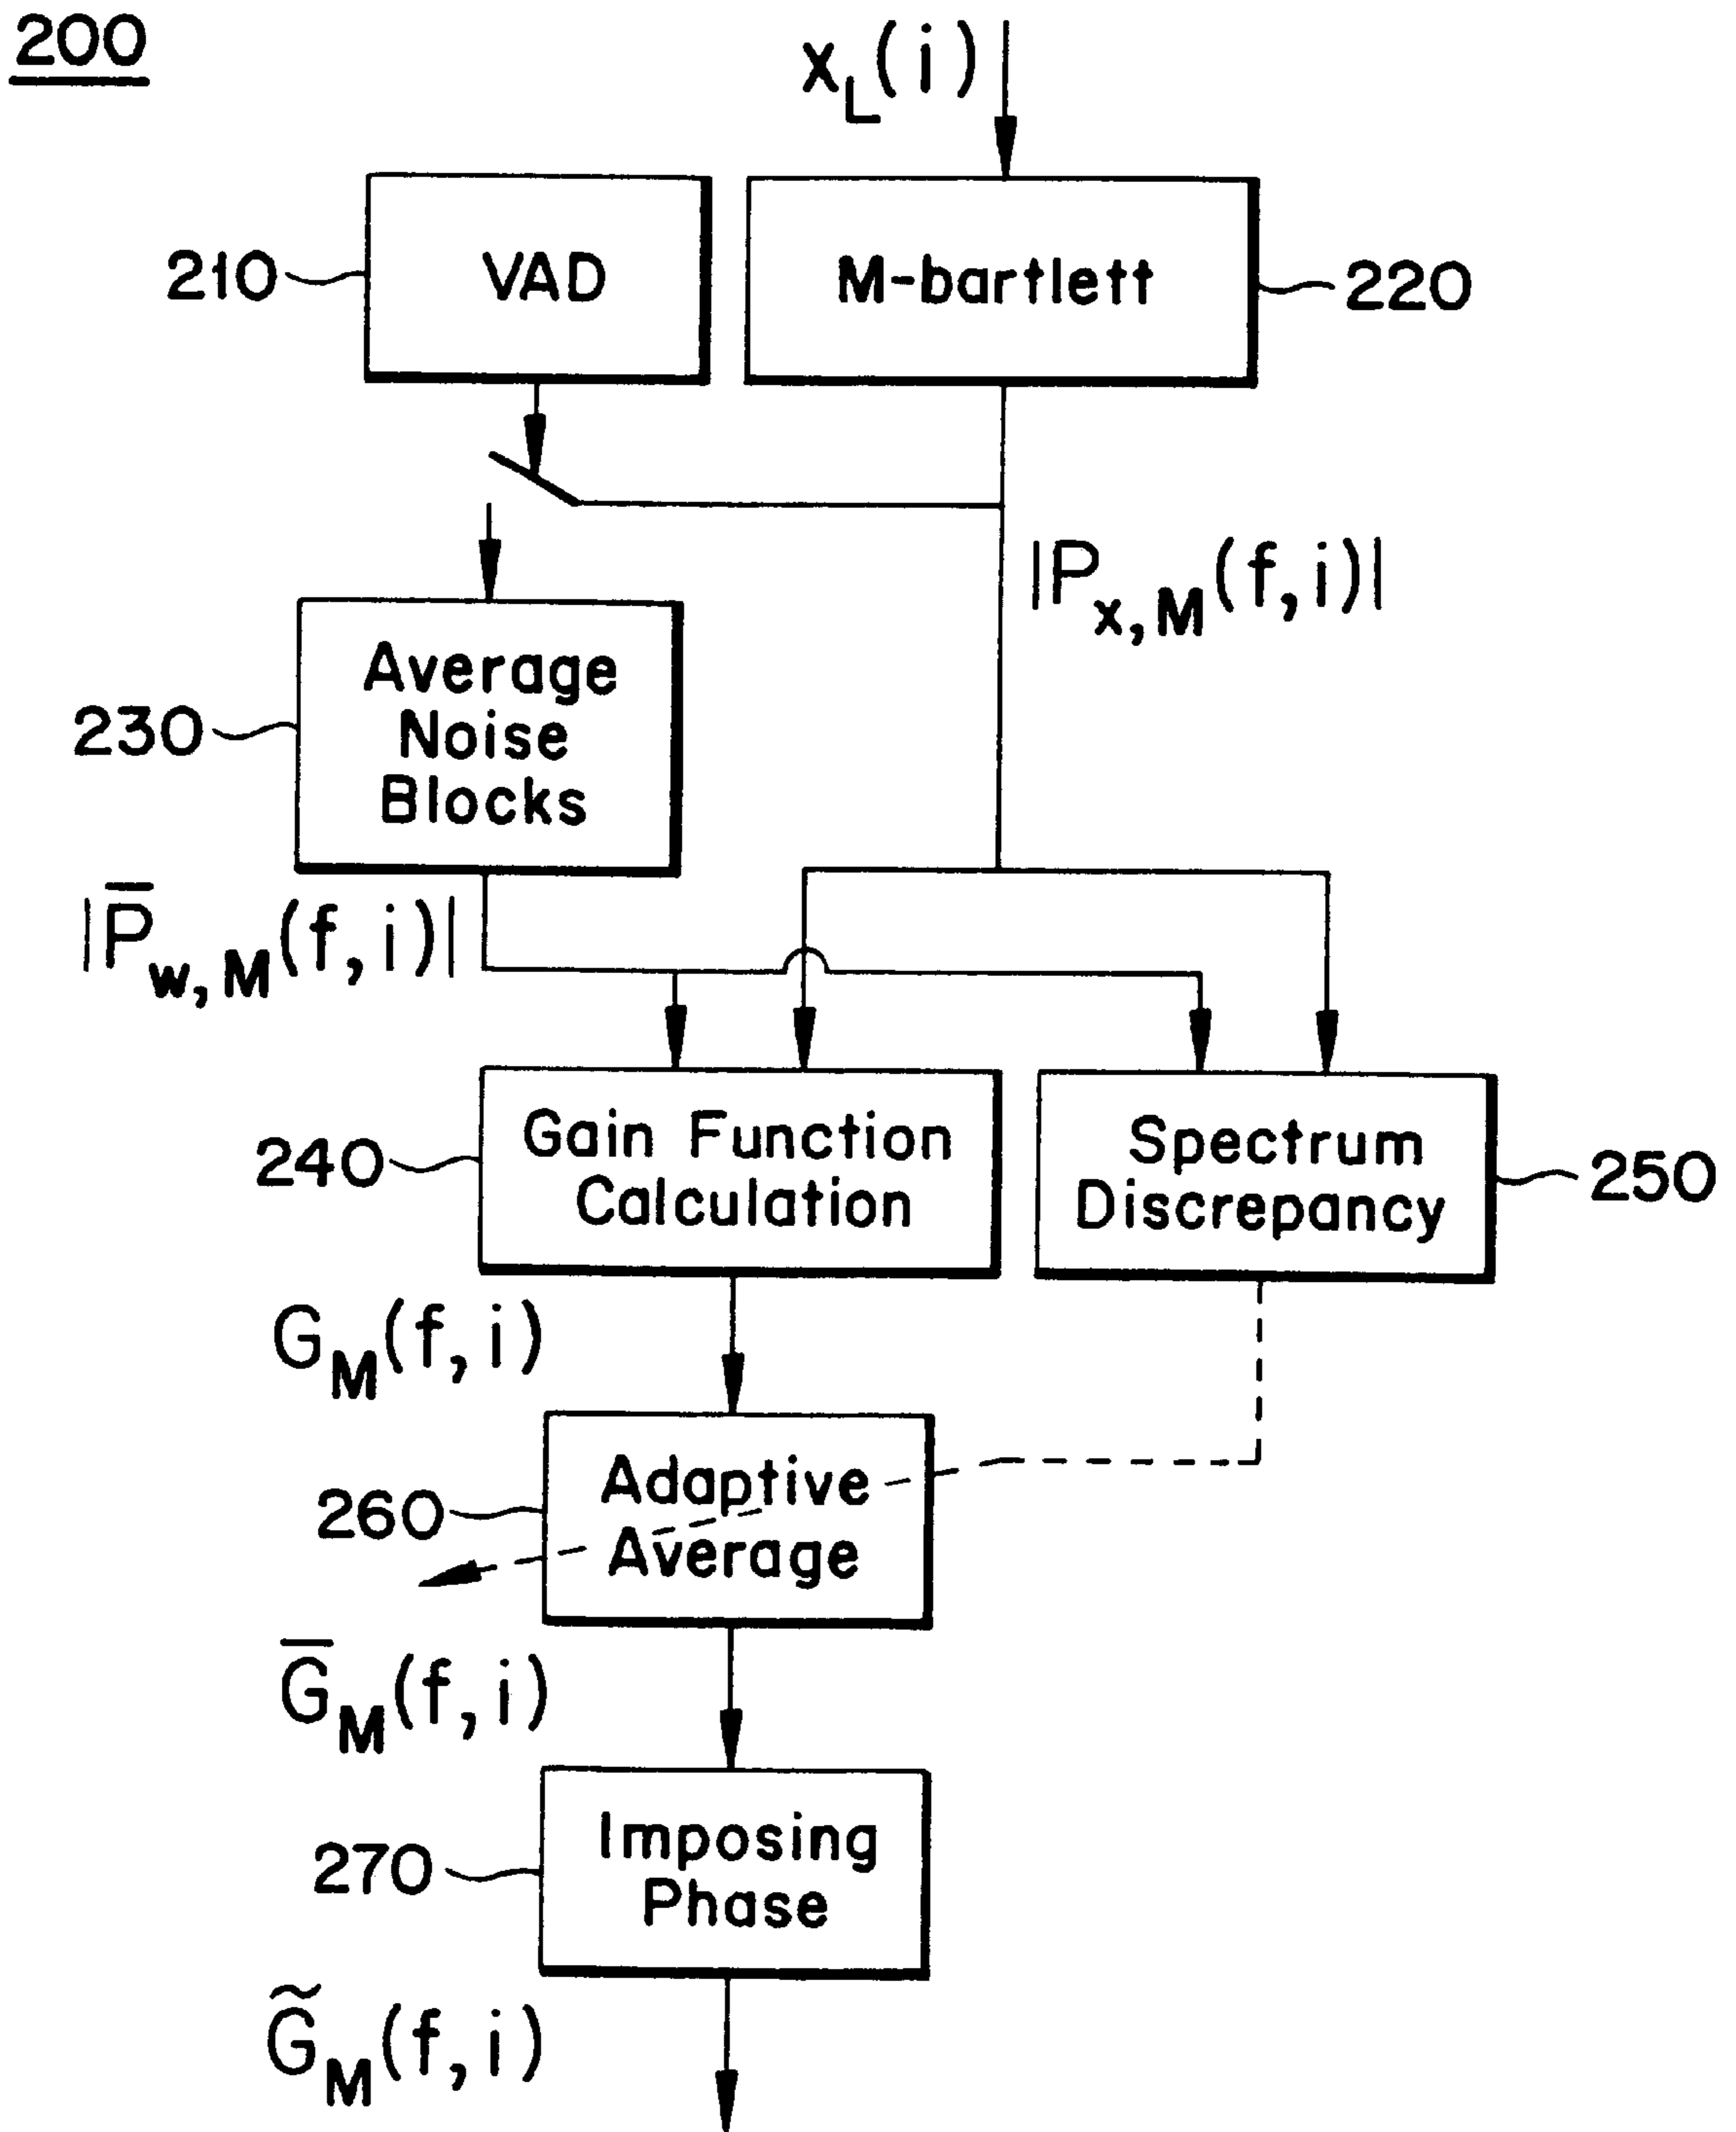 200
x_L(i)
210
VAD
M-bartlett
220
|P_x,M(f,i)|
230
Average
Noise
Blocks
|P̅_w,M(f,i)|
240
Gain Function
Calculation
Spectrum
Discrepancy
250
G_M(f,i)
260
Adaptive
Average
G̅_M(f,i)
270
Imposing
Phase
G̃_M(f,i)